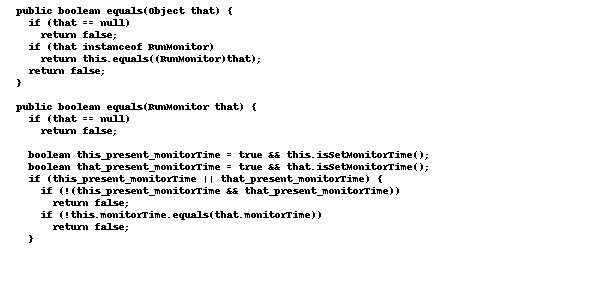 public boolean equals(Object that) {
  if (that == null)
    return false;
  if (that instanceof RunMonitor)
    return this.equals((RunMonitor)that);
  return false;
}

public boolean equals(RunMonitor that) {
  if (that == null)
    return false;

  boolean this_present_monitorTime = true && this.isSetMonitorTime();
  boolean that_present_monitorTime = true && that.isSetMonitorTime();
  if (this_present_monitorTime || that_present_monitorTime) {
    if (!(this_present_monitorTime && that_present_monitorTime))
      return false;
    if (!this.monitorTime.equals(that.monitorTime))
      return false;
  }